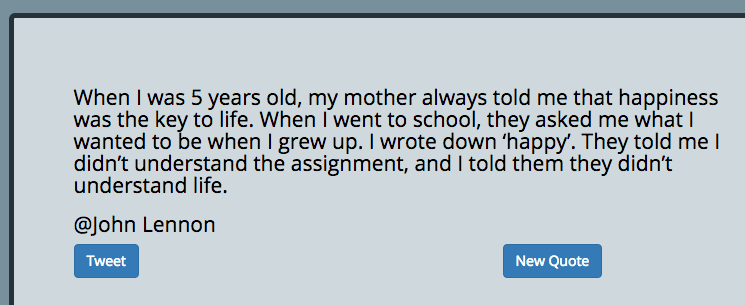 When I was 5 years old, my mother always told me that happiness
was the key to life. When I went to school, they asked me what I
wanted to be when I grew up. I wrote down ‘happy’. They told me I
didn’t understand the assignment, and I told them they didn’t
understand life.
@John Lennon
Tweet
New Quote